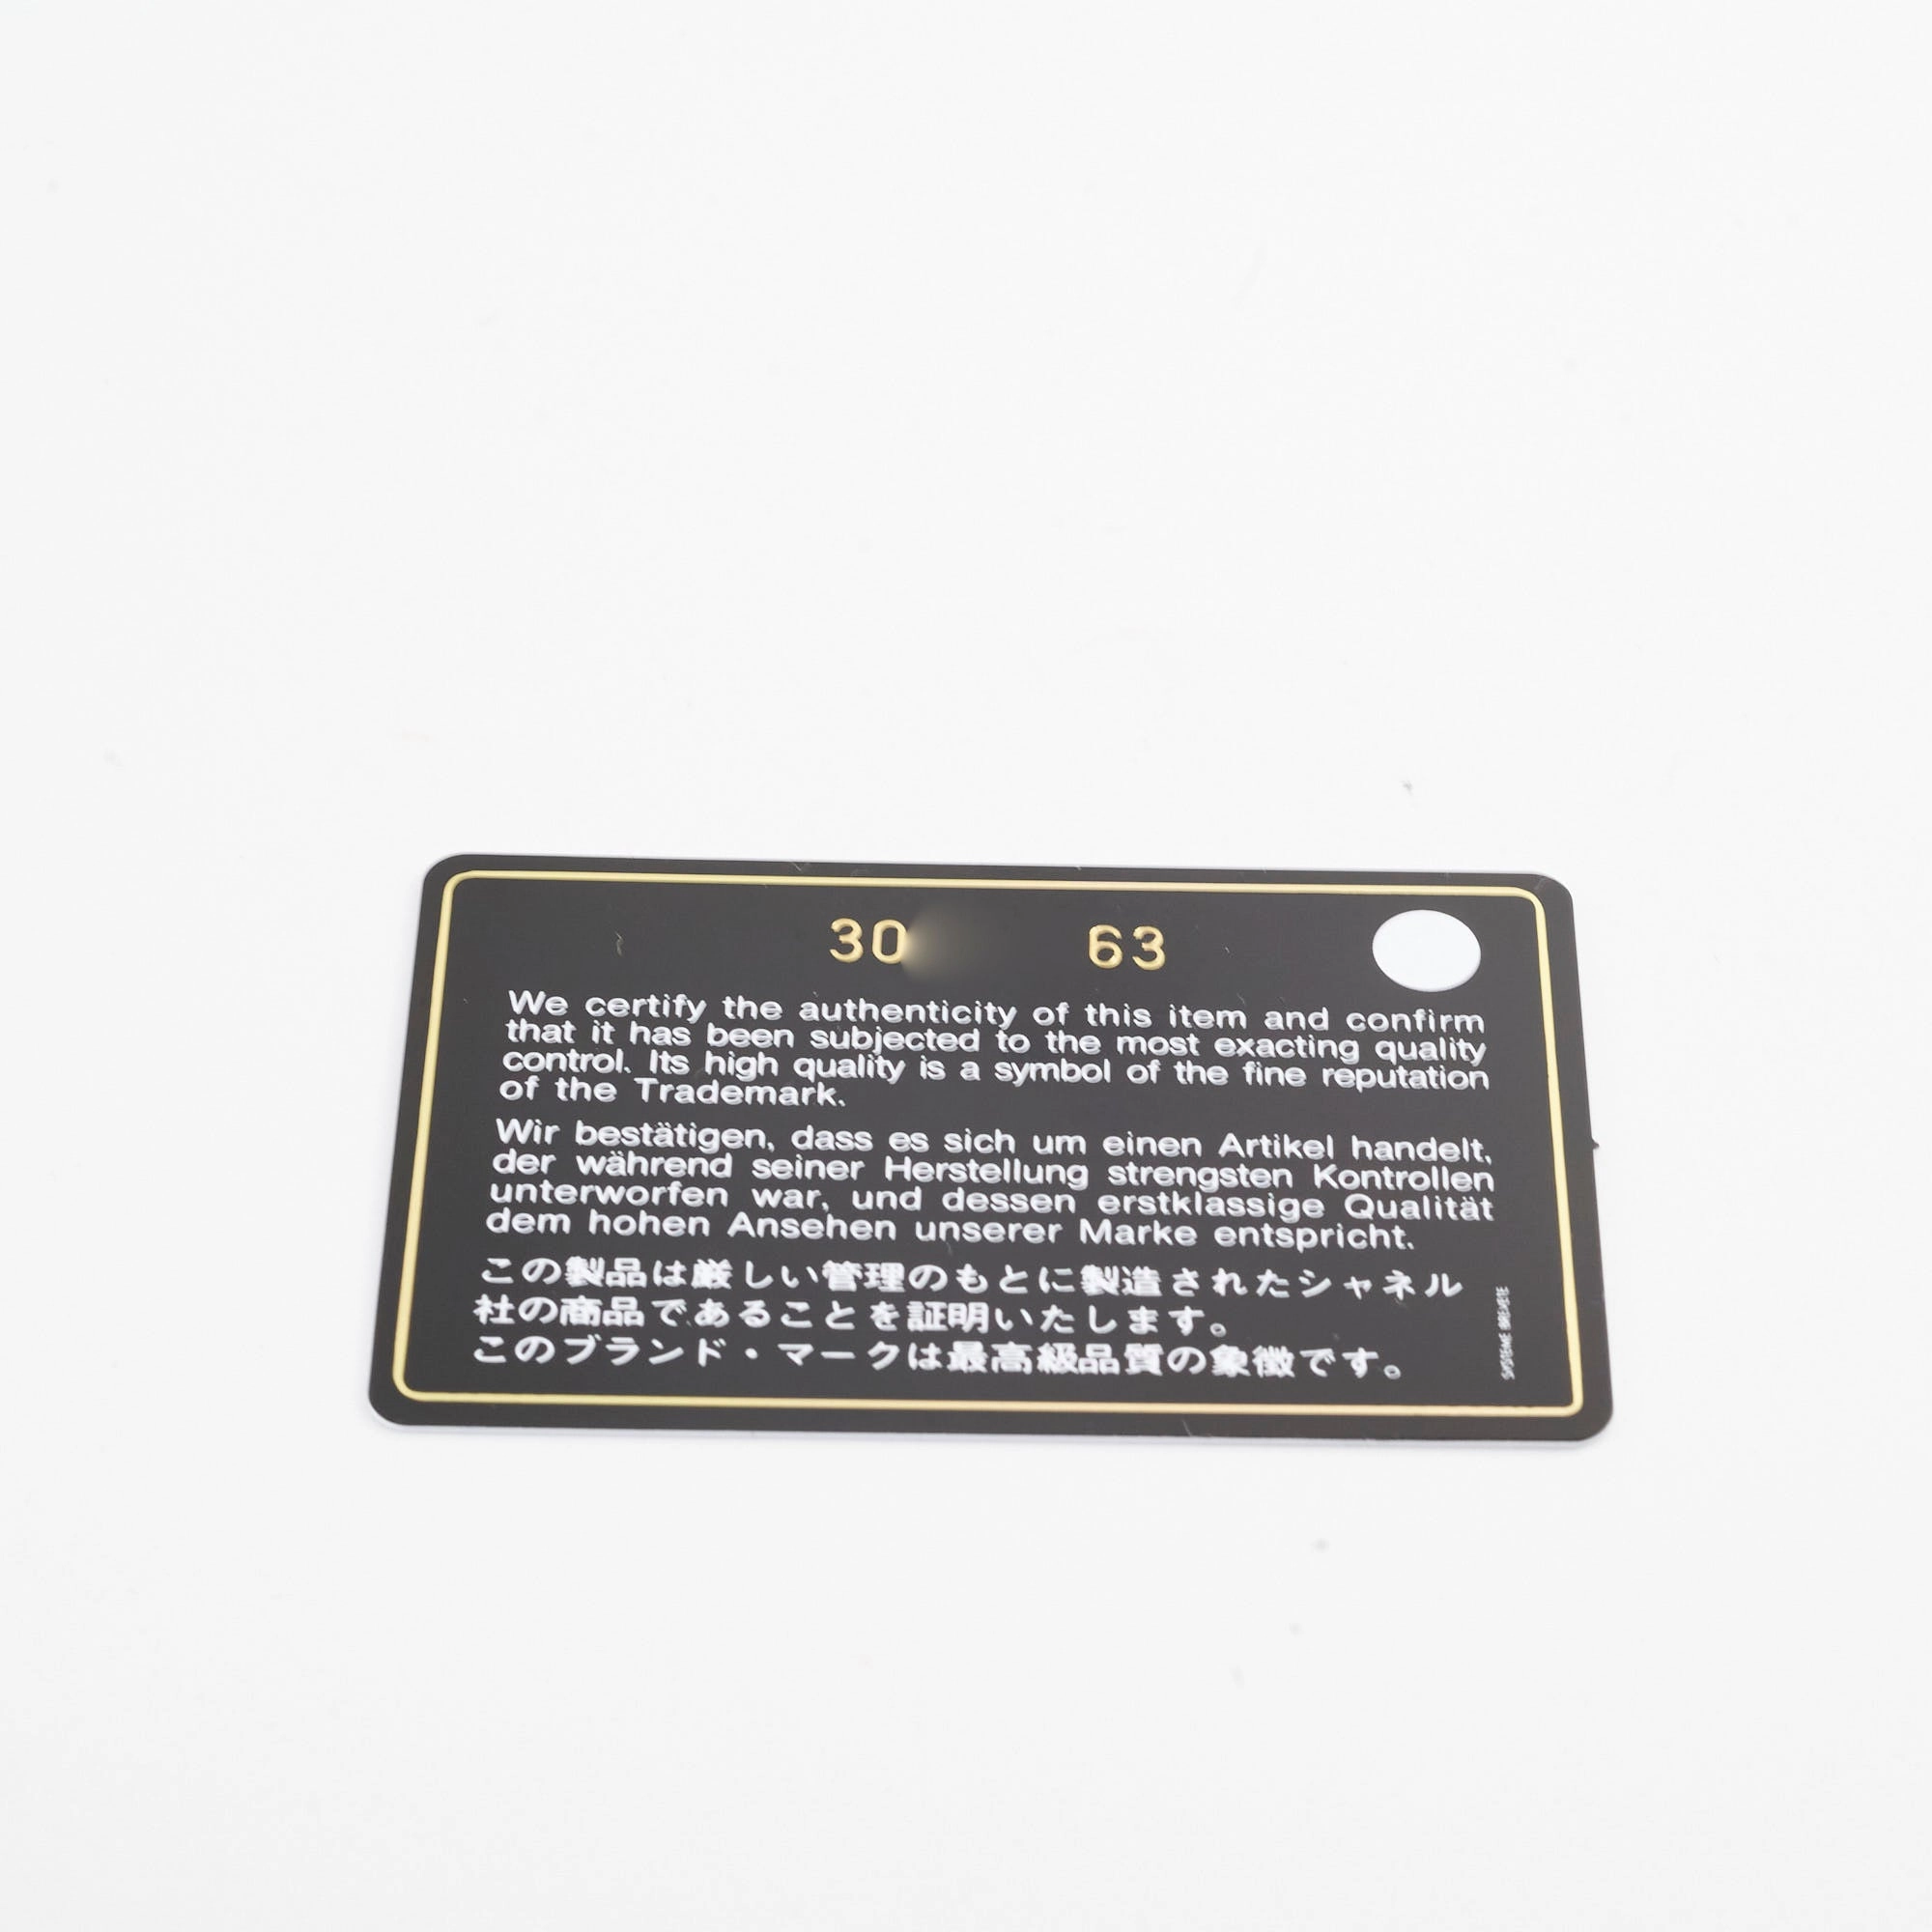 30 63
We certify the authenticity of this item and confirm
that it has been subjected to the most exacting quality
control. Its high quality is a symbol of the fine reputation
of the Trademark.
Wir bestätigen, dass es sich um einen Artikel handelt,
der während seiner Herstellung strengsten Kontrollen
unterworfen war, und dessen erstklassige Qualität
dem hohen Ansehen unserer Marke entspricht.
この製品は厳しい管理のもとに製造されたシャネル
社の商品であることを証明いたします。
このブランド・マークは最高級品質の象徴です。
SYSTEME BREVETE